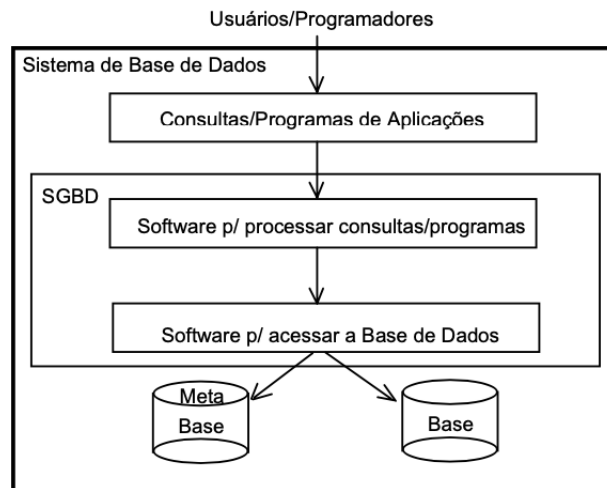 Usuários/Programadores
Sistema de Base de Dados
Consultas/Programas de Aplicações
SGBD
Software p/ processar consultas/programas
Software p/ acessar a Base de Dados
Meta
Base
Base